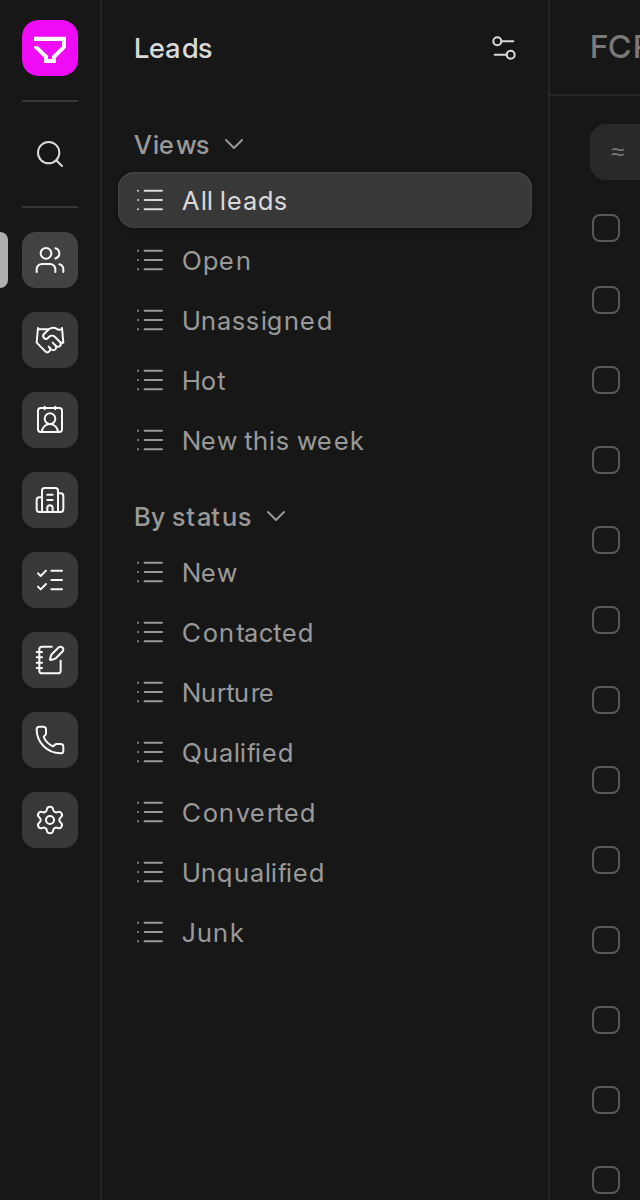 Leads
Views
All leads
Open
Unassigned
Hot
New this week
By status
New
Contacted
Nurture
Qualified
Converted
Unqualified
Junk